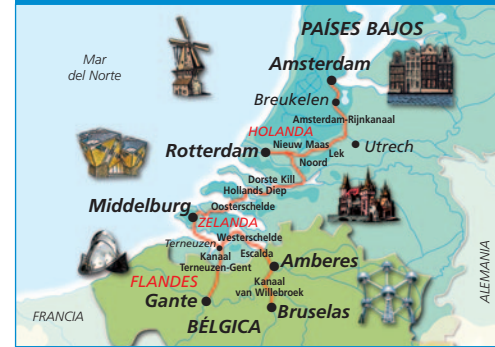 PAÍSES BAJOS
Mar
del Norte
Amsterdam
Breukelen
Amsterdam-Rijnkanaal
HOLANDA
Nieuw Maas
Utrech
Rotterdam
Lek
Noord
Dorste Kill
Hollands Diep
Middelburg
Oosterschelde
ZELANDA
Westerschelde
Terneuzen
Escalda
Kanaal
Terneuzen-Gent
Amberes
FLANDES
Kanaal
van Willebroek
Gante
ALEMANIA
FRANCIA
BÉLGICA
Bruselas